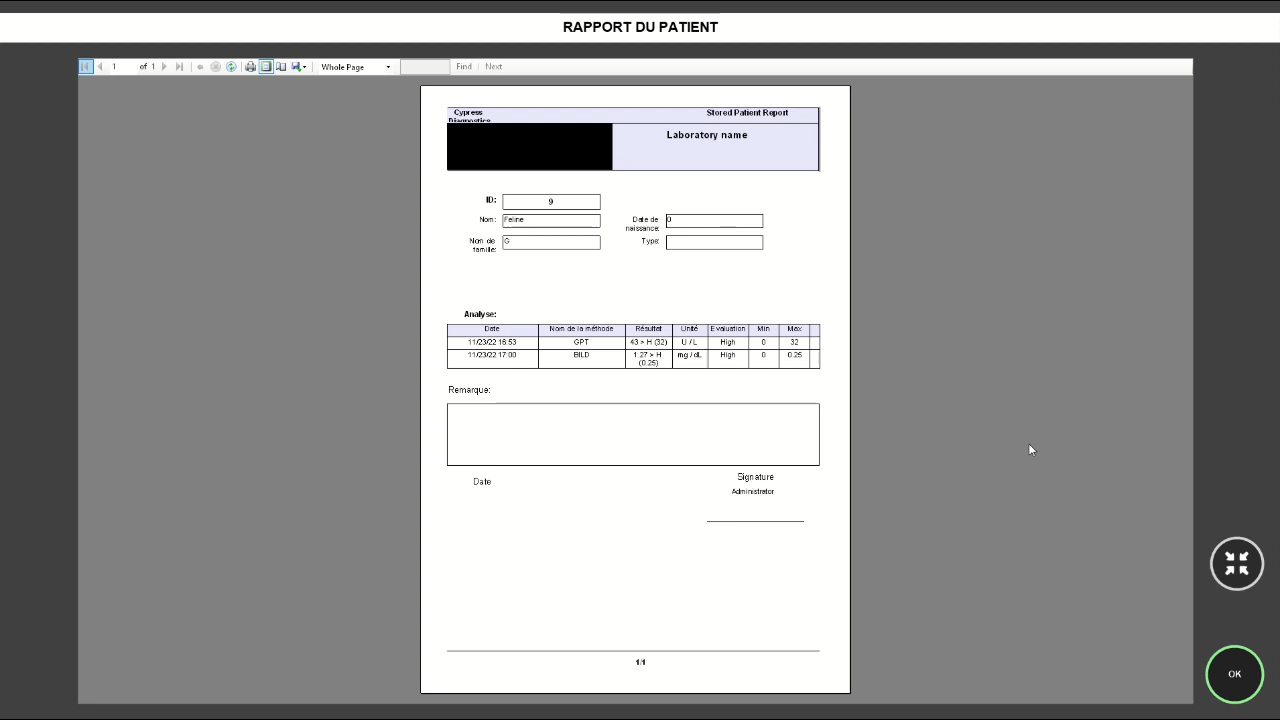 RAPPORT DU PATIENT
1 of 1 Whole Page Find | Next
Cypress Stored Patient Report
Diagnostics
Laboratory name
ID: 9
Nom: Feline Date de naissance: 0
Nom de famille: G Type:
Analyse:
Date Nom de la méthode Résultat Unité Evaluation Min Max
11/23/22 16:53 GPT 43 > H (32) U / L High 0 32
11/23/22 17:00 BILD 1.27 > H (0.25) mg / dL High 0 0.25
Remarque:
Signature
Date
Administrator
1/1
OK